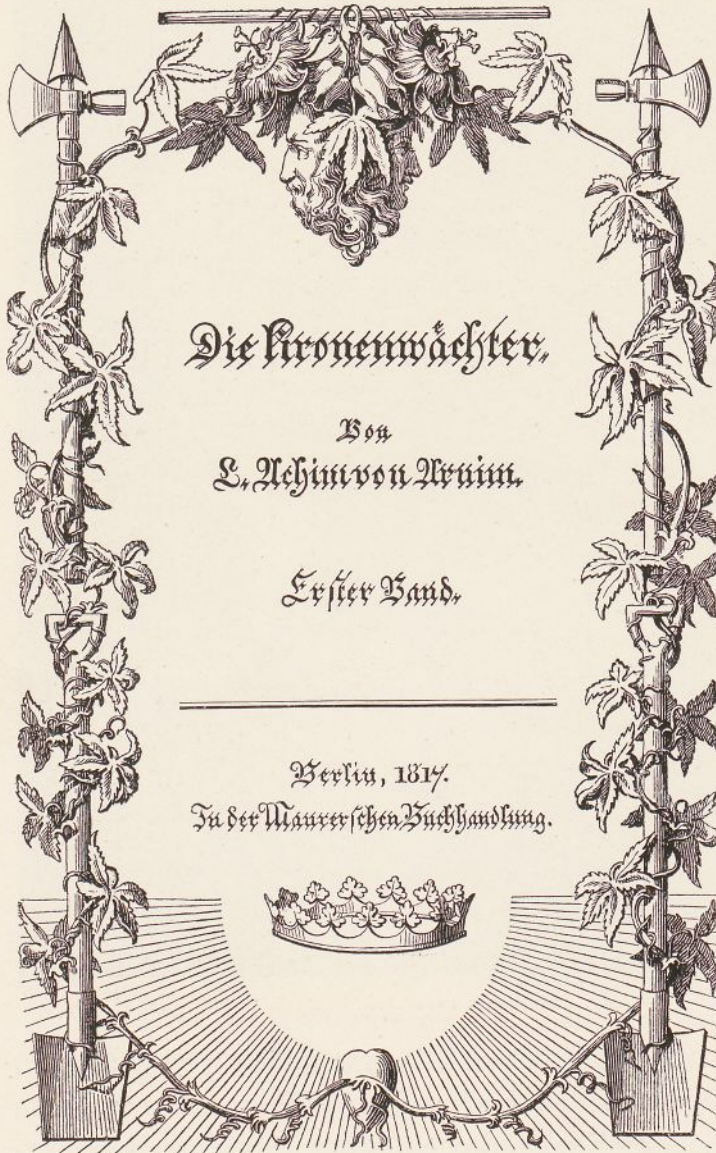 Die Kronenwächter.
Von
L. Achim von Arnim.
Erster Band.
Berlin, 1817.
In der Maurerschen Buchhandlung.